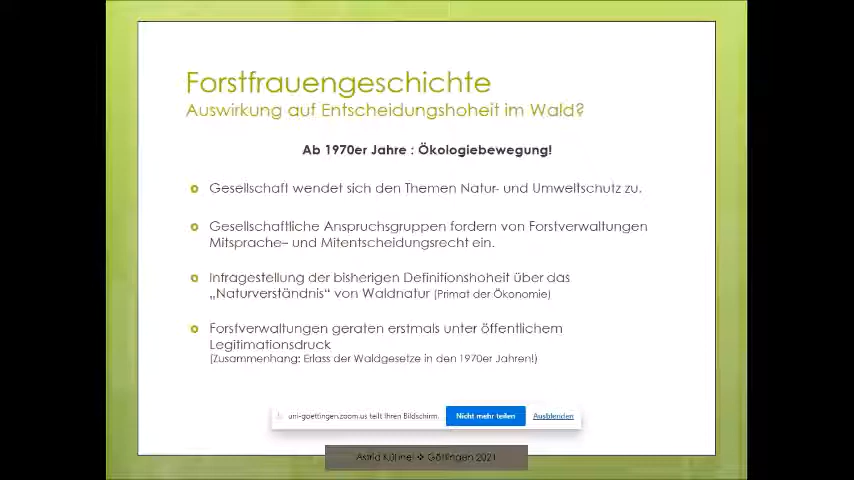 Forstfrauengeschichte
Auswirkung auf Entscheidungshoheit im Wald?
Ab 1970er Jahre : Ökologiebewegung!
Gesellschaft wendet sich den Themen Natur- und Umweltschutz zu.
Gesellschaftliche Anspruchsgruppen fordern von Forstverwaltungen
Mitsprache– und Mitentscheidungsrecht ein.
Infragestellung der bisherigen Definitionshoheit über das
„Naturverständnis“ von Waldnatur (Primat der Ökonomie)
Forstverwaltungen geraten erstmals unter öffentlichem
Legitimationsdruck
(Zusammenhang: Erlass der Waldgesetze in den 1970er Jahren!)
uni-goettingen.zoom.us teilt Ihren Bildschirm. Nicht mehr teilen Ausblenden
Astrid Kühnel ❖ Göttingen 2021